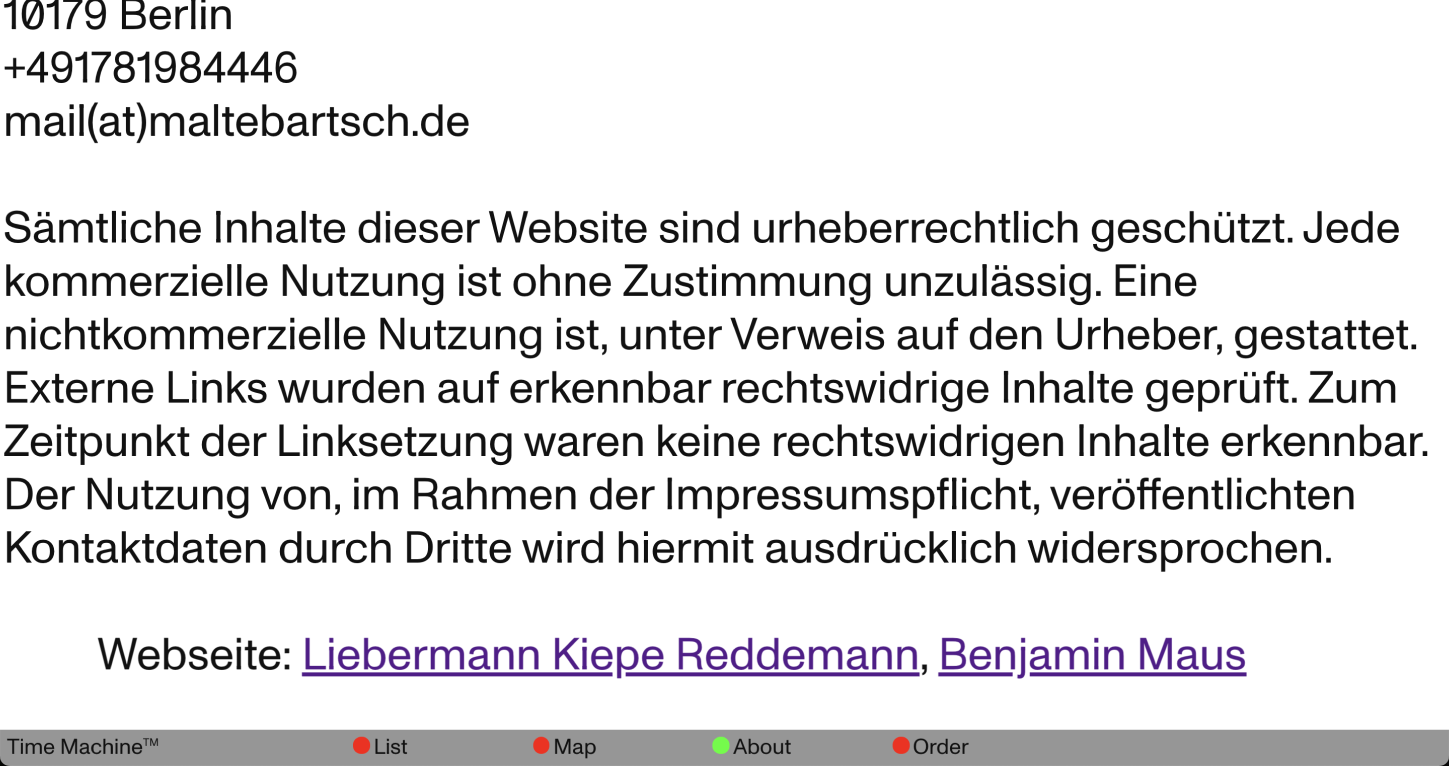 10179 Berlin
+491781984446
mail(at)maltebartsch.de
Sämtliche Inhalte dieser Website sind urheberrechtlich geschützt. Jede
kommerzielle Nutzung ist ohne Zustimmung unzulässig. Eine
nichtkommerzielle Nutzung ist, unter Verweis auf den Urheber, gestattet.
Externe Links wurden auf erkennbar rechtswidrige Inhalte geprüft. Zum
Zeitpunkt der Linksetzung waren keine rechtswidrigen Inhalte erkennbar.
Der Nutzung von, im Rahmen der Impressumspflicht, veröffentlichten
Kontaktdaten durch Dritte wird hiermit ausdrücklich widersprochen.
Webseite: Liebermann Kiepe Reddemann, Benjamin Maus
Time Machine™ List Map About Order